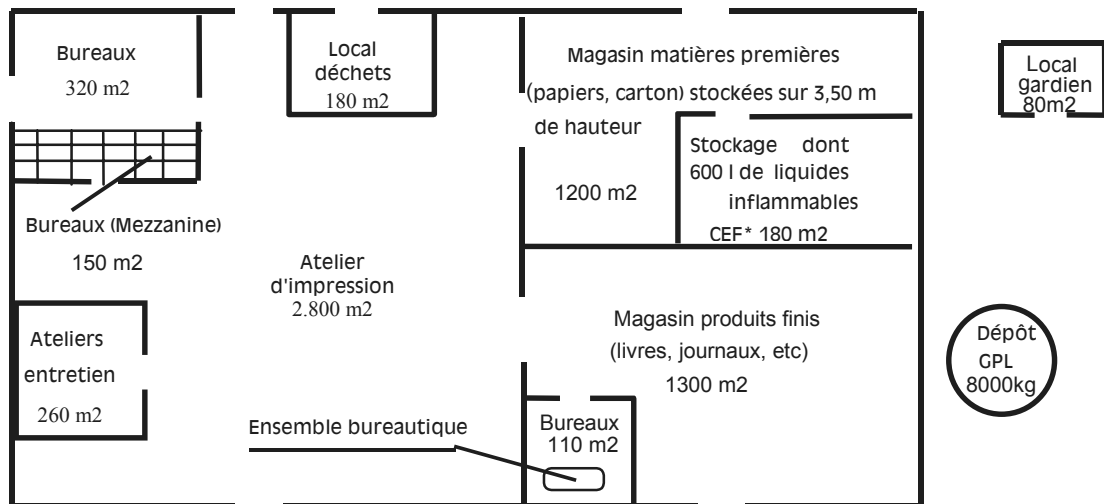 Bureaux
320 m2
Local
déchets
180 m2
Magasin matières premières
(papiers, carton) stockées sur 3,50 m
de hauteur
1200 m2
Stockage dont
600 l de liquides
inflammables
CEF* 180 m2
Local
gardien
80m2
Bureaux (Mezzanine)
150 m2
Atelier
d'impression
2.800 m2
Ateliers
entretien
260 m2
Magasin produits finis
(livres, journaux, etc)
1300 m2
Dépôt
GPL
8000kg
Ensemble bureautique
Bureaux
110 m2